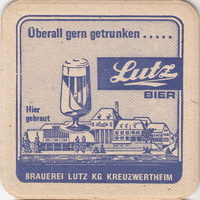 Überall gern getrunken.....
Lutz
BIER
Hier
gebraut
BRAUEREI LUTZ KG KREUZWERTHEIM